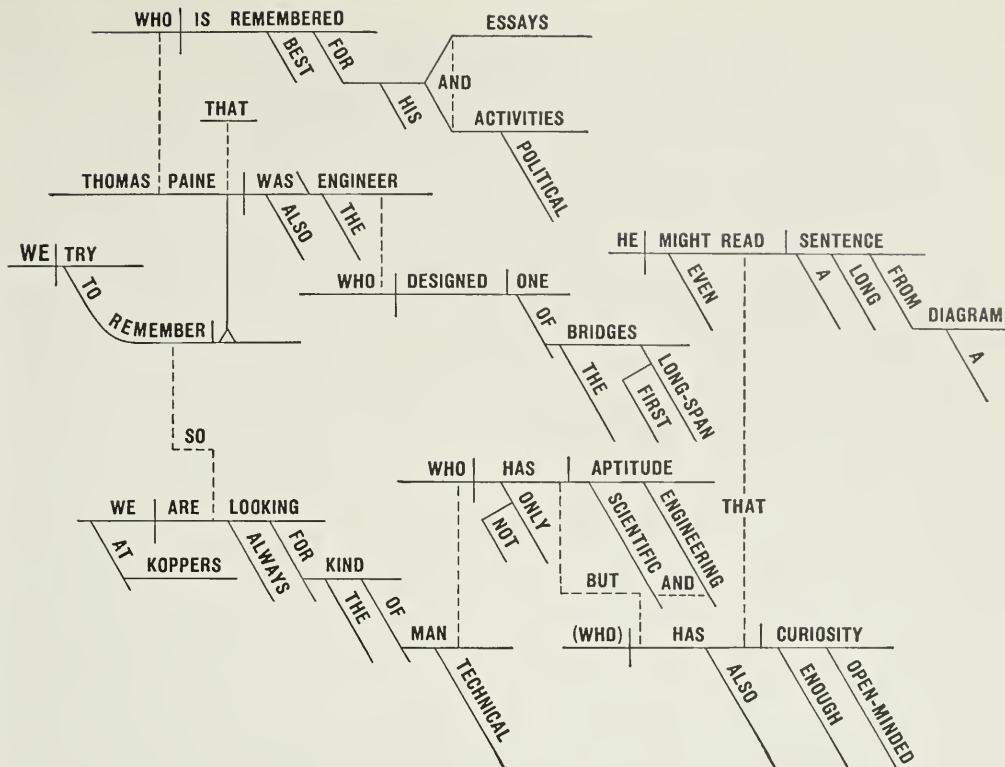 WHO IS REMEMBERED
BEST
FOR
HIS
ESSAYS
AND
ACTIVITIES
POLITICAL
THAT
THOMAS PAINE WAS ENGINEER
ALSO
THE
WE TRY
TO
REMEMBER
WHO DESIGNED ONE
OF
BRIDGES
THE
FIRST
LONG-SPAN
HE MIGHT READ SENTENCE
EVEN
A
LONG
FROM
DIAGRAM
A
SO
WE ARE LOOKING
AT
KOPPERS
ALWAYS
FOR
KIND
THE
OF
MAN
TECHNICAL
WHO HAS APTITUDE
NOT
ONLY
SCIENTIFIC
AND
ENGINEERING
THAT
BUT
(WHO) HAS CURIOSITY
ALSO
ENOUGH
OPEN-MINDED